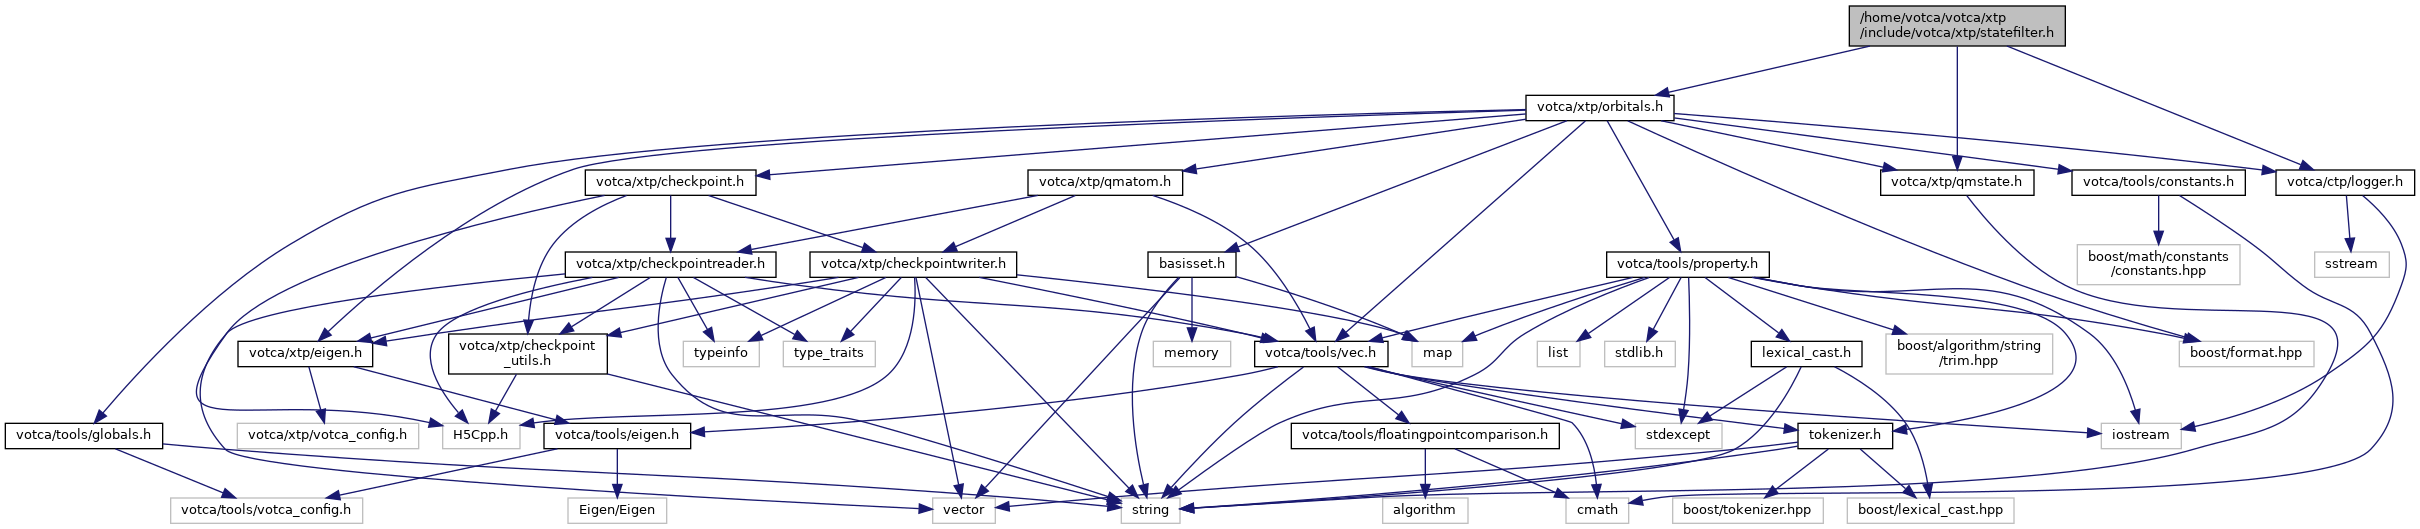 /home/votca/votca/xtp
/include/votca/xtp/statefilter.h
votca/xtp/orbitals.h
votca/xtp/checkpoint.h
votca/xtp/qmatom.h
votca/xtp/qmstate.h
votca/tools/constants.h
votca/ctp/logger.h
votca/xtp/checkpointreader.h
votca/xtp/checkpointwriter.h
basisset.h
votca/tools/property.h
boost/math/constants
/constants.hpp
sstream
votca/xtp/eigen.h
votca/xtp/checkpoint
_utils.h
typeinfo
type_traits
memory
votca/tools/vec.h
map
list
stdlib.h
lexical_cast.h
boost/algorithm/string
/trim.hpp
boost/format.hpp
votca/tools/globals.h
votca/xtp/votca_config.h
H5Cpp.h
votca/tools/eigen.h
votca/tools/floatingpointcomparison.h
stdexcept
tokenizer.h
iostream
votca/tools/votca_config.h
Eigen/Eigen
vector
string
algorithm
cmath
boost/tokenizer.hpp
boost/lexical_cast.hpp